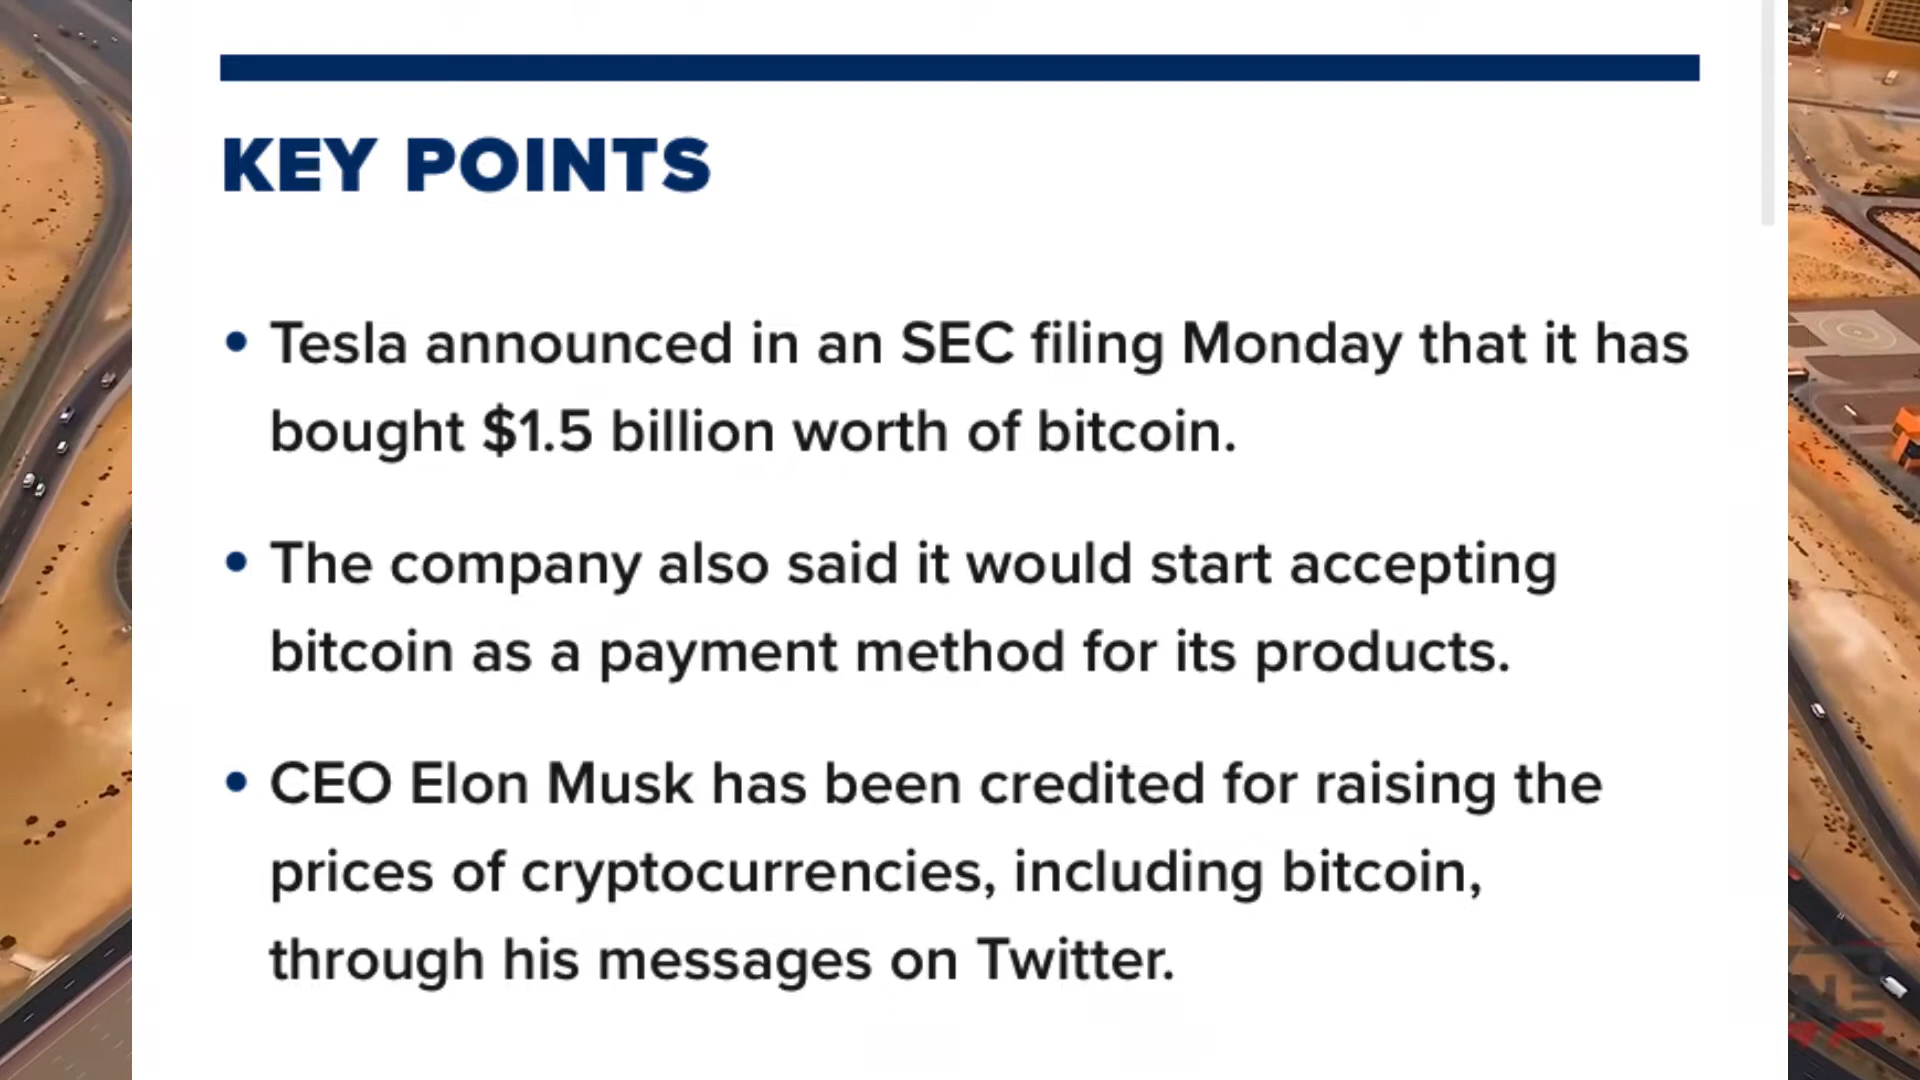 KEY POINTS
• Tesla announced in an SEC filing Monday that it has
bought $1.5 billion worth of bitcoin.
• The company also said it would start accepting
bitcoin as a payment method for its products.
• CEO Elon Musk has been credited for raising the
prices of cryptocurrencies, including bitcoin,
through his messages on Twitter.